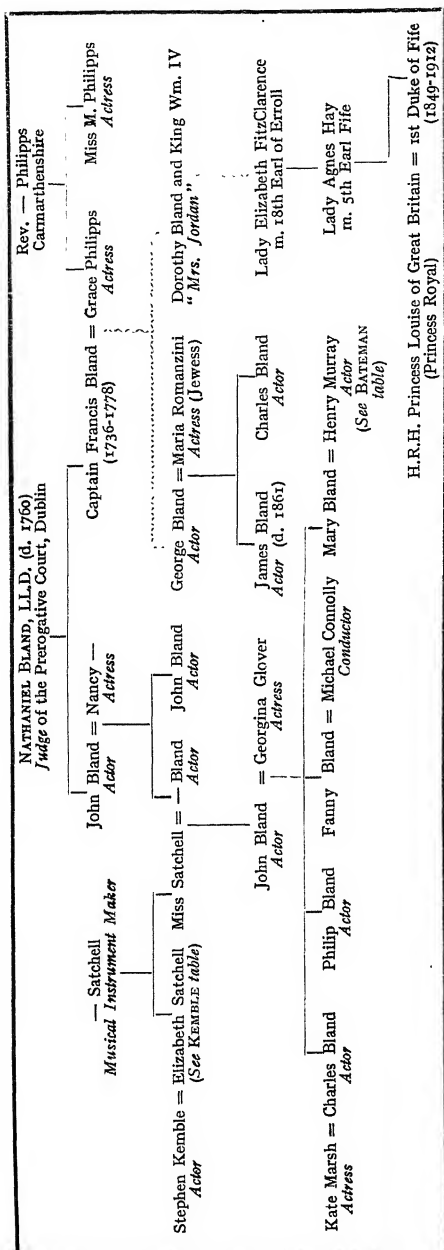 NATHANIEL BLAND, LL.D. (d. 1760)
Judge of the Prerogative Court, Dublin
Rev. — Philipps
Carmarthenshire
— Satchell
Musical Instrument Maker
John Bland = Nancy —
Actor Actress
Captain Francis Bland = Grace Philipps
(1736-1778) Actress
Miss M. Philipps
Actress
Stephen Kemble = Elizabeth Satchell
Actor (See KEMBLE table)
Miss Satchell = — Bland
Actor
John Bland
Actor
George Bland = Maria Romanzini
Actor Actress (Jewess)
Dorothy Bland and King Wm. IV
" Mrs. Jordan "
John Bland = Georgina Glover
Actor Actress
James Bland
Actor (d. 1861)
Charles Bland
Actor
Lady Elizabeth FitzClarence
m. 18th Earl of Erroll
Kate Marsh = Charles Bland
Actress Actor
Philip Bland
Actor
Fanny Bland = Michael Connolly
Conductor
Mary Bland = Henry Murray
Actor
(See BATEMAN
table)
Lady Agnes Hay
m. 5th Earl Fife
H.R.H. Princess Louise of Great Britain = 1st Duke of Fife
(Princess Royal) (1849-1912)